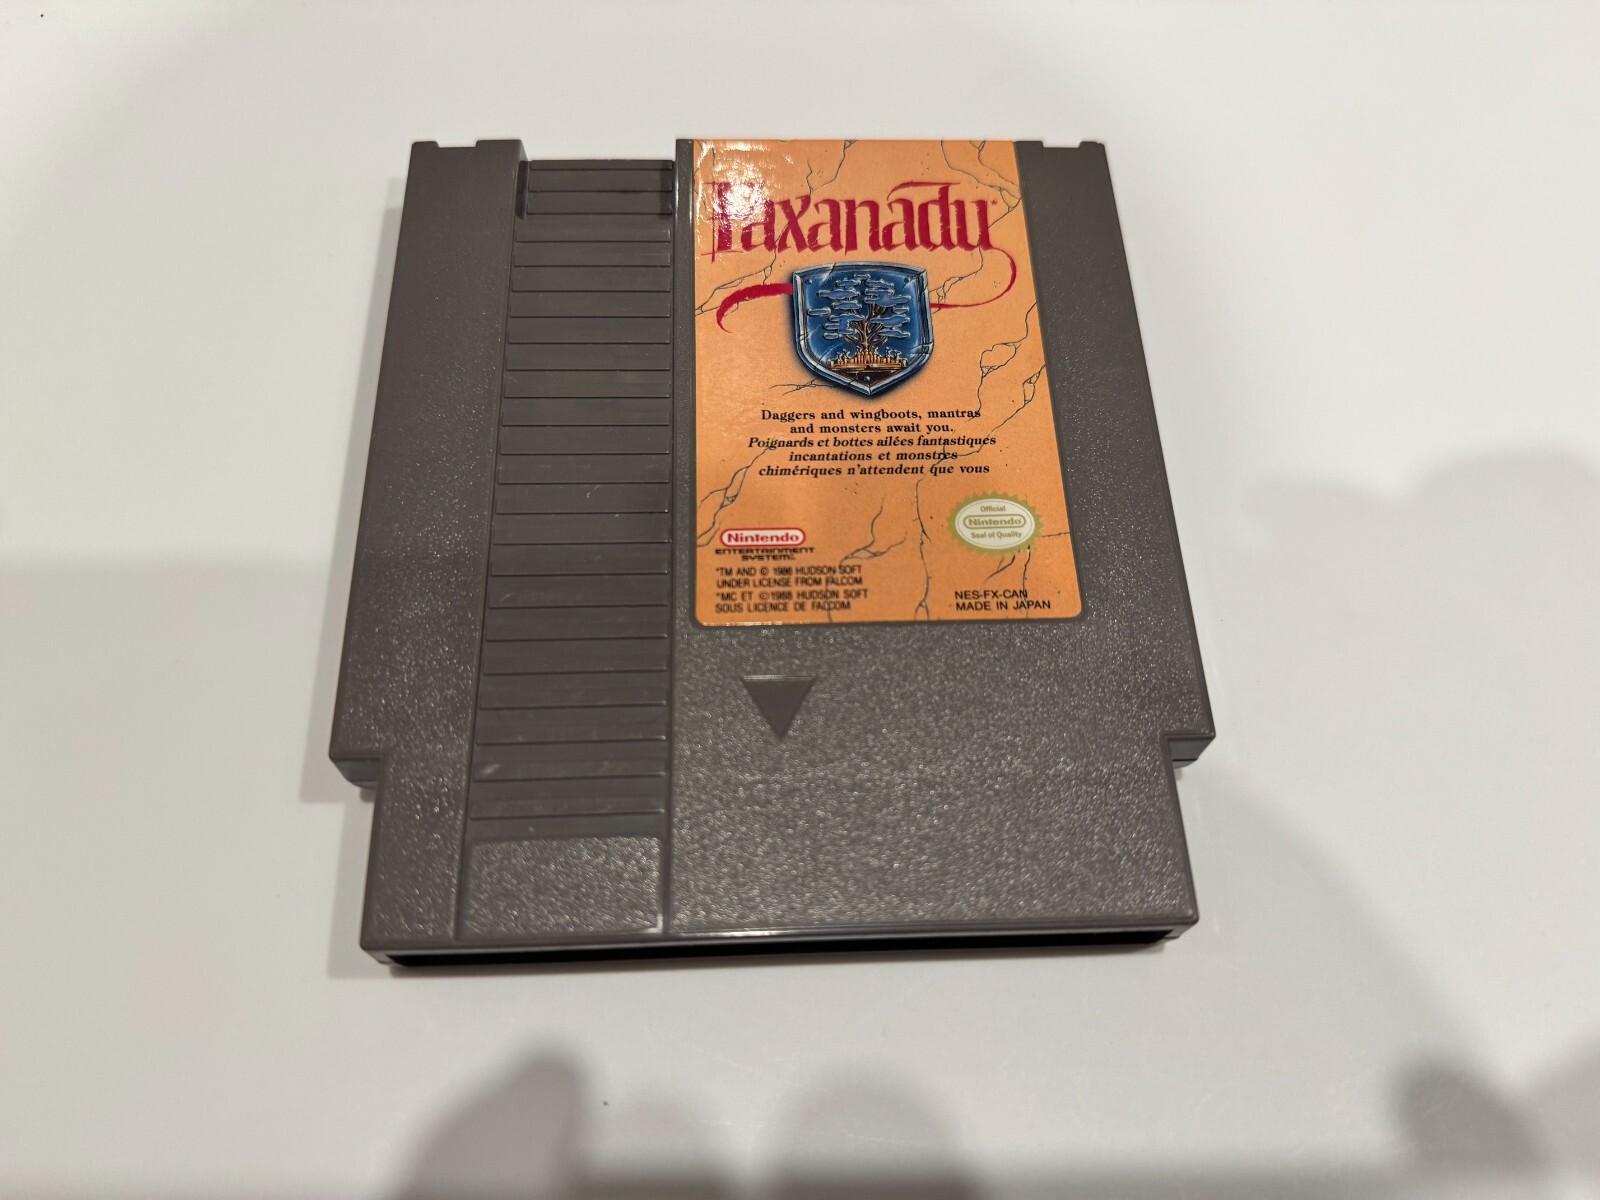 Faxanadu
Daggers and wingboots, mantras
and monsters await you.
Poignards et bottes ailées fantastiques
incantations et monstres
chimériques n'attendent que vous
Official
Nintendo
Seal of Quality
Nintendo
ENTERTAINMENT
SYSTEM™
*TM AND © 1988 HUDSON SOFT
UNDER LICENSE FROM FALCOM
*MC ET © 1988 HUDSON SOFT
SOUS LICENCE DE FALCOM
NES-FX-CAN
MADE IN JAPAN